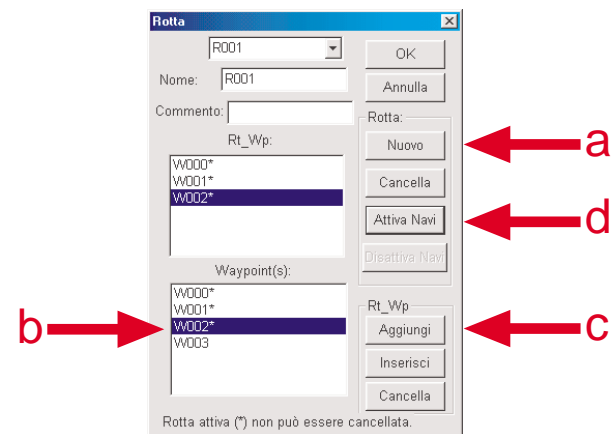 Rotta
R001
OK
Nome: R001
Annulla
Commento:
Rotta:
Rt_Wp:
Nuovo
a
W000*
W001*
W002*
Cancella
Attiva Navi
d
Disattiva Navi
Waypoint(s):
W000*
W001*
W002*
W003
b
Rt_Wp
Aggiungi
c
Inserisci
Cancella
Rotta attiva (*) non può essere cancellata.